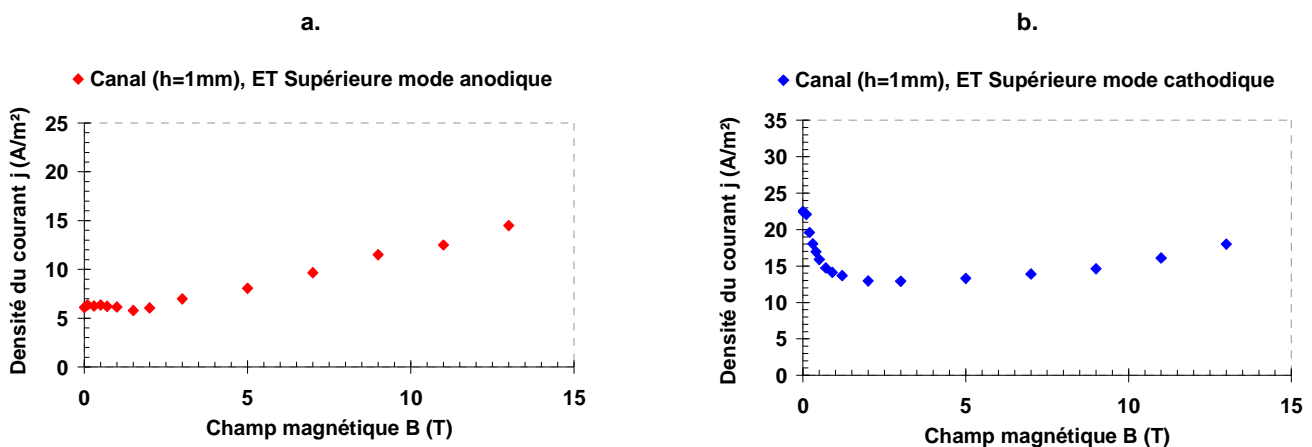 a.
Canal (h=1mm), ET Supérieure mode anodique
Densité du courant j (A/m²)
25
20
15
10
5
0
0 5 10 15
Champ magnétique B (T)
b.
Canal (h=1mm), ET Supérieure mode cathodique
Densité du courant j (A/m²)
35
30
25
20
15
10
5
0
0 5 10 15
Champ magnétique B (T)